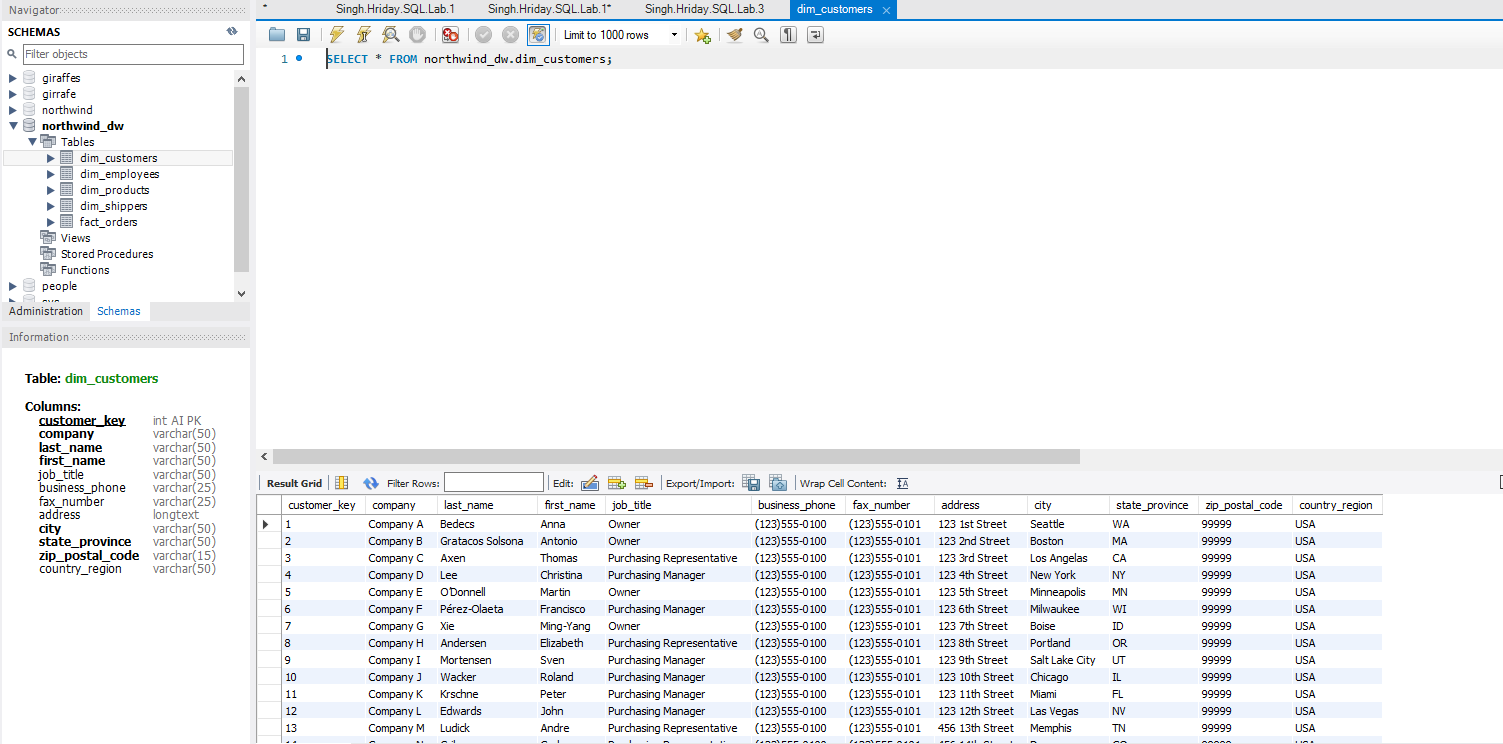 Navigator
SCHEMAS
Filter objects
giraffes
girrafe
northwind
northwind_dw
Tables
dim_customers
dim_employees
dim_products
dim_shippers
fact_orders
Views
Stored Procedures
Functions
people
Administration Schemas
Information
Table: dim_customers
Columns:
customer_key int AI PK
company varchar(50)
last_name varchar(50)
first_name varchar(50)
job_title varchar(50)
business_phone varchar(25)
fax_number varchar(25)
address longtext
city varchar(50)
state_province varchar(50)
zip_postal_code varchar(15)
country_region varchar(50)
* Singh.Hriday.SQL.Lab.1 Singh.Hriday.SQL.Lab.1* Singh.Hriday.SQL.Lab.3 dim_customers ×
Limit to 1000 rows
1 SELECT * FROM northwind_dw.dim_customers;
Result Grid Filter Rows: Edit: Export/Import: Wrap Cell Content:
customer_key company last_name first_name job_title business_phone fax_number address city state_province zip_postal_code country_region
1 Company A Bedecs Anna Owner (123)555-0100 (123)555-0101 123 1st Street Seattle WA 99999 USA
2 Company B Gratacos Solsona Antonio Owner (123)555-0100 (123)555-0101 123 2nd Street Boston MA 99999 USA
3 Company C Axen Thomas Purchasing Representative (123)555-0100 (123)555-0101 123 3rd Street Los Angelas CA 99999 USA
4 Company D Lee Christina Purchasing Manager (123)555-0100 (123)555-0101 123 4th Street New York NY 99999 USA
5 Company E O'Donnell Martin Owner (123)555-0100 (123)555-0101 123 5th Street Minneapolis MN 99999 USA
6 Company F Pérez-Olaeta Francisco Purchasing Manager (123)555-0100 (123)555-0101 123 6th Street Milwaukee WI 99999 USA
7 Company G Xie Ming-Yang Owner (123)555-0100 (123)555-0101 123 7th Street Boise ID 99999 USA
8 Company H Andersen Elizabeth Purchasing Representative (123)555-0100 (123)555-0101 123 8th Street Portland OR 99999 USA
9 Company I Mortensen Sven Purchasing Manager (123)555-0100 (123)555-0101 123 9th Street Salt Lake City UT 99999 USA
10 Company J Wacker Roland Purchasing Manager (123)555-0100 (123)555-0101 123 10th Street Chicago IL 99999 USA
11 Company K Krschne Peter Purchasing Manager (123)555-0100 (123)555-0101 123 11th Street Miami FL 99999 USA
12 Company L Edwards John Purchasing Manager (123)555-0100 (123)555-0101 123 12th Street Las Vegas NV 99999 USA
13 Company M Ludick Andre Purchasing Representative (123)555-0100 (123)555-0101 456 13th Street Memphis TN 99999 USA